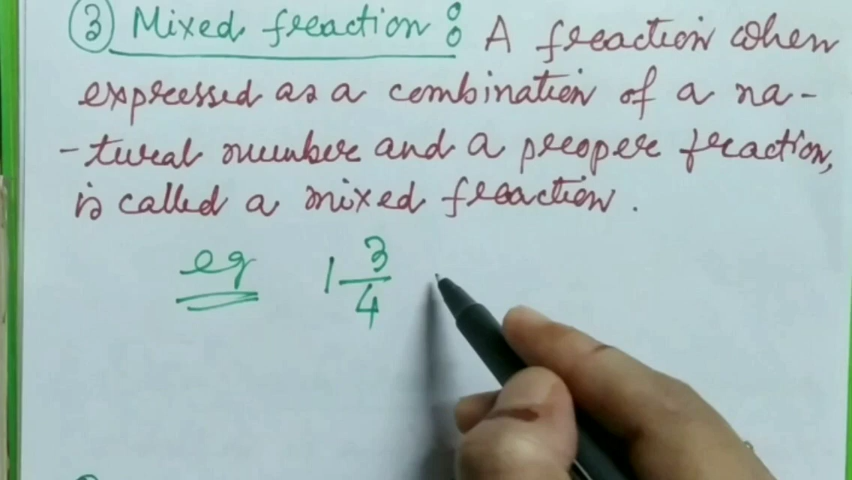 ③ Mixed fraction : A fraction when
expressed as a combination of a na-
-tural number and a proper fraction,
is called a mixed fraction.
eg 1 3/4